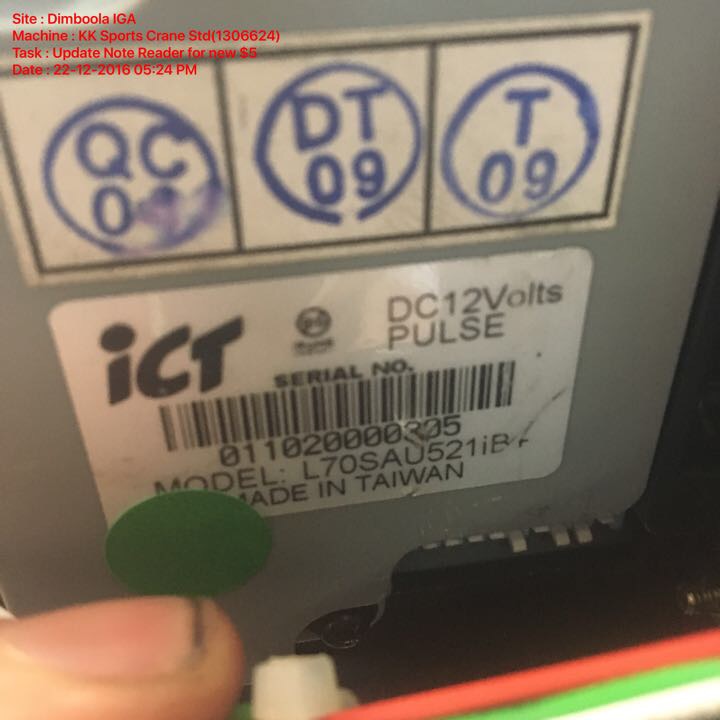 Site : Dimboola IGA
Machine : KK Sports Crane Std(1306624)
Task : Update Note Reader for new $5
Date : 22-12-2016 05:24 PM
QC
DT
09
T
09
iCT
DC12Volts
PULSE
SERIAL NO.
011020000305
MODEL: L70SAU521iB
MADE IN TAIWAN